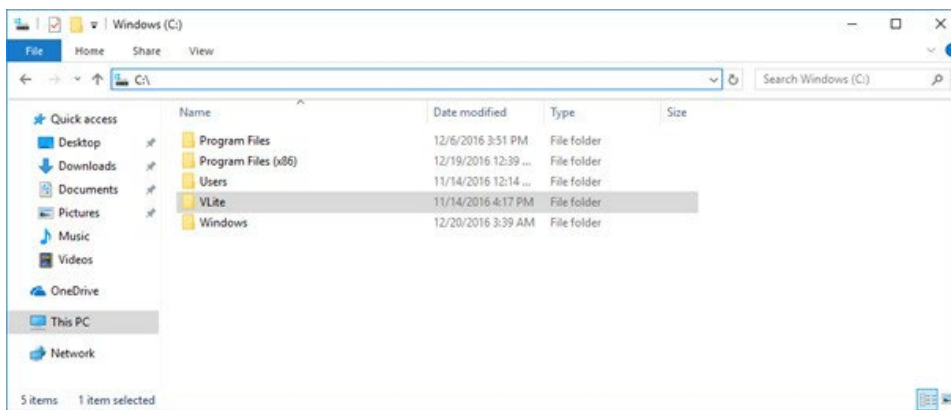 Windows (C:)
File Home Share View
C:\ Search Windows (C:)
Name Date modified Type Size
Quick access
Desktop
Downloads
Documents
Pictures
Music
Videos
OneDrive
This PC
Network
Program Files 12/6/2016 3:51 PM File folder
Program Files (x86) 12/19/2016 12:39 ... File folder
Users 11/14/2016 12:14 ... File folder
VLite 11/14/2016 4:17 PM File folder
Windows 12/20/2016 3:39 AM File folder
5 items 1 item selected